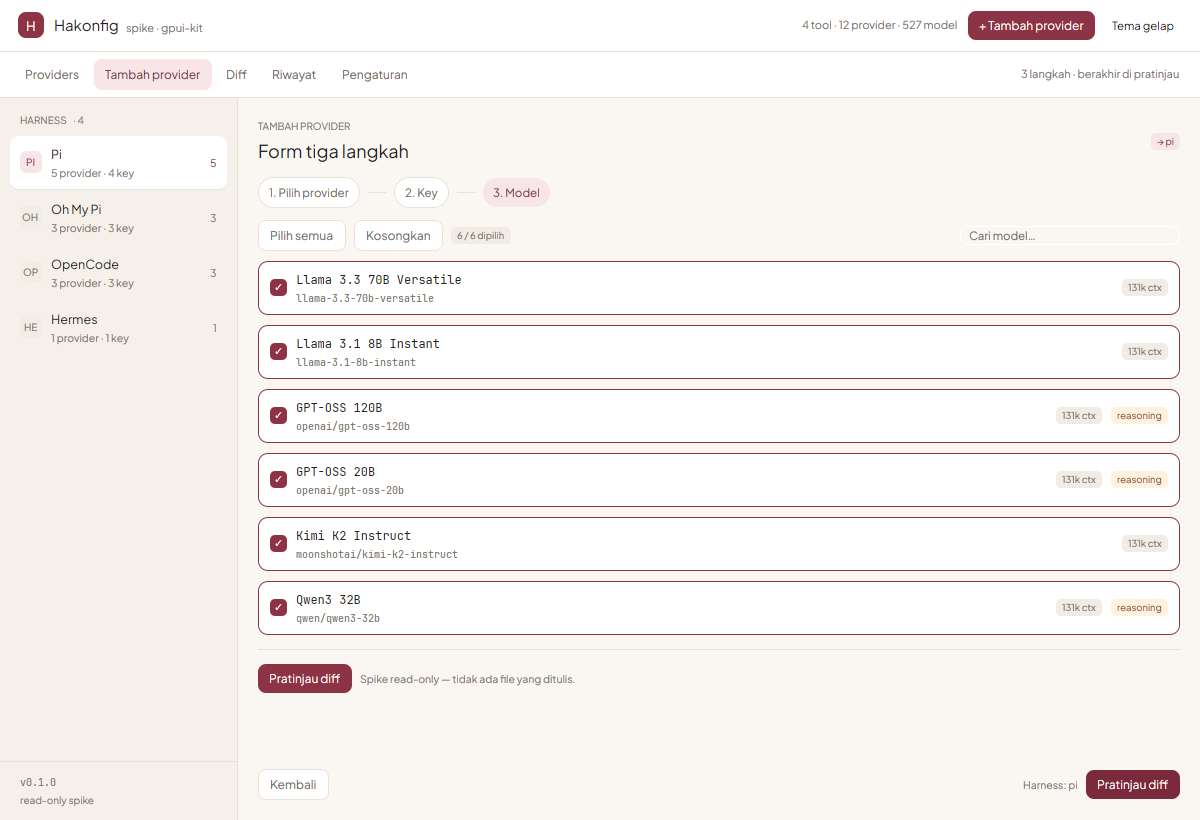 H Hakonfig spike · gpui-kit 4 tool · 12 provider · 527 model +Tambah provider Tema gelap
Providers Tambah provider Diff Riwayat Pengaturan 3 langkah · berakhir di pratinjau
HARNESS · 4
PI Pi 5
5 provider · 4 key
OH Oh My Pi 3
3 provider · 3 key
OP OpenCode 3
3 provider · 3 key
HE Hermes 1
1 provider · 1 key
v0.1.0
read-only spike
TAMBAH PROVIDER
Form tiga langkah
→ pi
1. Pilih provider 2. Key 3. Model
Pilih semua Kosongkan 6/6 dipilih Cari model...
Llama 3.3 70B Versatile
llama-3.3-70b-versatile
131k ctx
Llama 3.1 8B Instant
llama-3.1-8b-instant
131k ctx
GPT-OSS 120B
openai/gpt-oss-120b
131k ctx reasoning
GPT-OSS 20B
openai/gpt-oss-20b
131k ctx reasoning
Kimi K2 Instruct
moonshotai/kimi-k2-instruct
131k ctx
Qwen3 32B
qwen/qwen3-32b
131k ctx reasoning
Pratinjau diff Spike read-only — tidak ada file yang ditulis.
Kembali Harness: pi Pratinjau diff